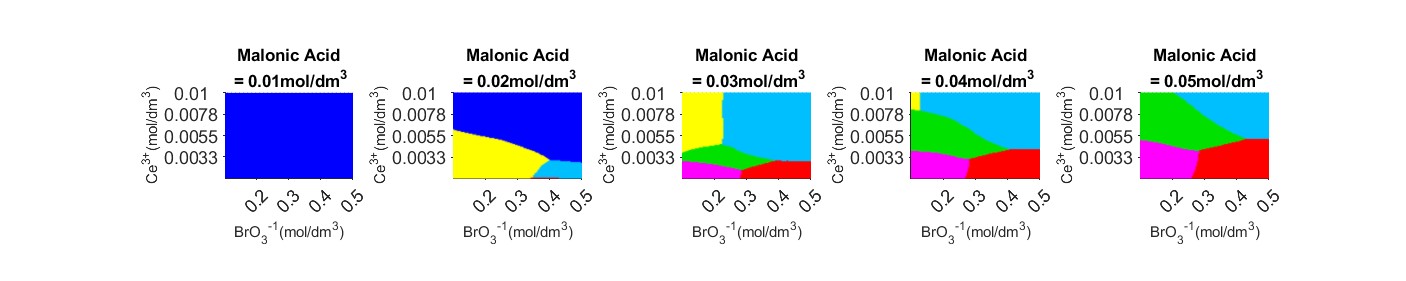 Malonic Acid
= 0.01mol/dm³
Ce³⁺ (mol/dm³)
0.01
0.0078
0.0055
0.0033
0.2 0.3 0.4 0.5
BrO₃⁻¹(mol/dm³)
Malonic Acid
= 0.02mol/dm³
Ce³⁺ (mol/dm³)
0.01
0.0078
0.0055
0.0033
0.2 0.3 0.4 0.5
BrO₃⁻¹(mol/dm³)
Malonic Acid
= 0.03mol/dm³
Ce³⁺ (mol/dm³)
0.01
0.0078
0.0055
0.0033
0.2 0.3 0.4 0.5
BrO₃⁻¹(mol/dm³)
Malonic Acid
= 0.04mol/dm³
Ce³⁺ (mol/dm³)
0.01
0.0078
0.0055
0.0033
0.2 0.3 0.4 0.5
BrO₃⁻¹(mol/dm³)
Malonic Acid
= 0.05mol/dm³
Ce³⁺ (mol/dm³)
0.01
0.0078
0.0055
0.0033
0.2 0.3 0.4 0.5
BrO₃⁻¹(mol/dm³)